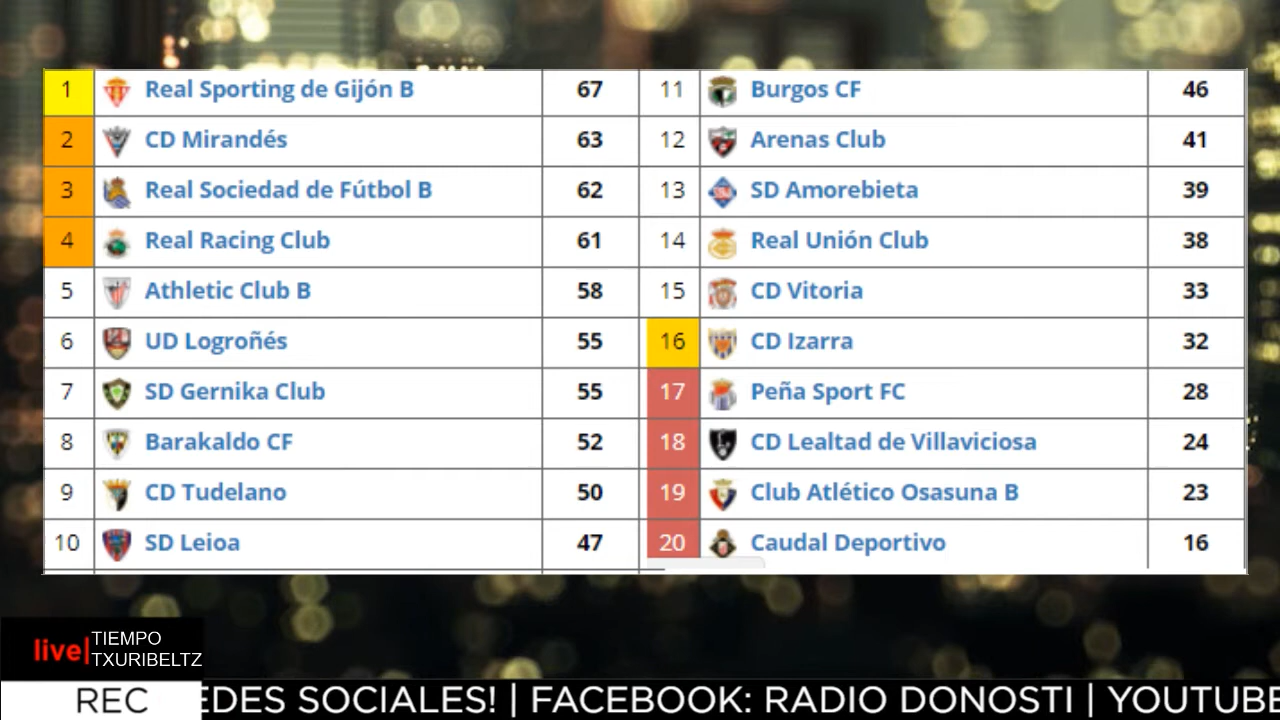 1 Real Sporting de Gijón B 67
2 CD Mirandés 63
3 Real Sociedad de Fútbol B 62
4 Real Racing Club 61
5 Athletic Club B 58
6 UD Logroñés 55
7 SD Gernika Club 55
8 Barakaldo CF 52
9 CD Tudelano 50
10 SD Leioa 47
11 Burgos CF 46
12 Arenas Club 41
13 SD Amorebieta 39
14 Real Unión Club 38
15 CD Vitoria 33
16 CD Izarra 32
17 Peña Sport FC 28
18 CD Lealtad de Villaviciosa 24
19 Club Atlético Osasuna B 23
20 Caudal Deportivo 16
live| TIEMPO
TXURIBELTZ
REC EDES SOCIALES! | FACEBOOK: RADIO DONOSTI | YOUTUBE